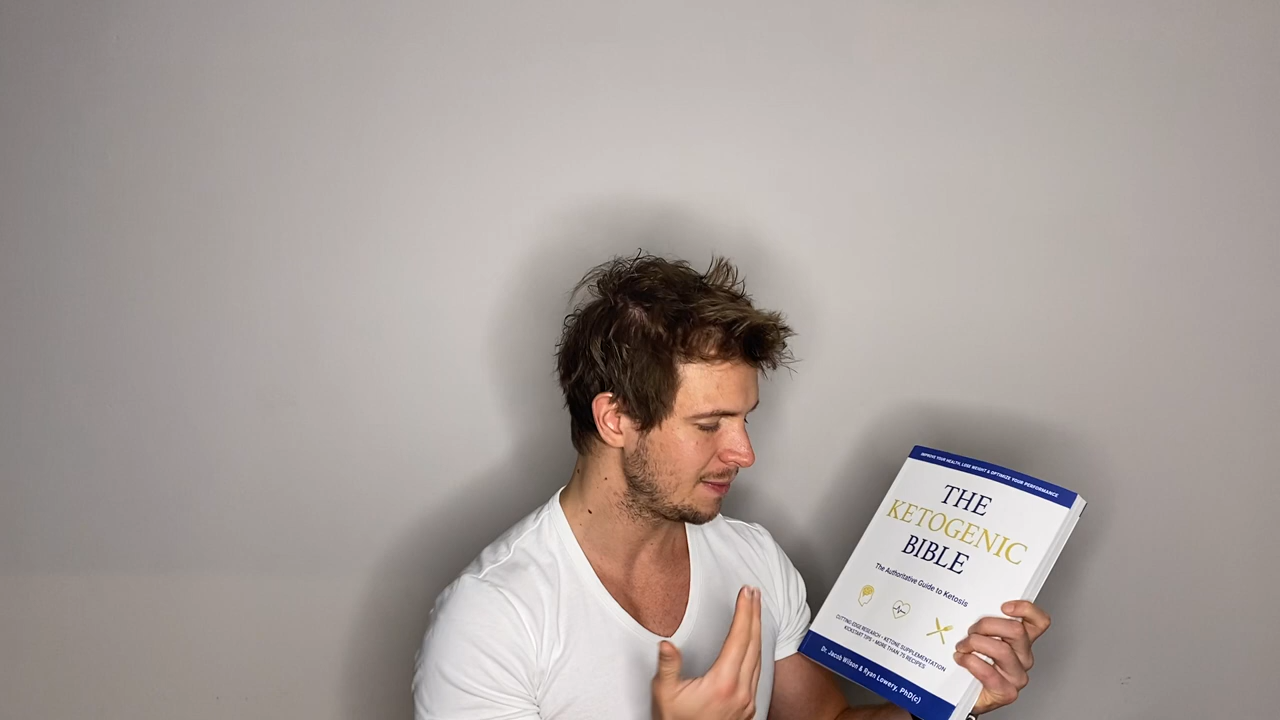 IMPROVE YOUR HEALTH, LOSE WEIGHT & OPTIMIZE YOUR PERFORMANCE
THE
KETOGENIC
BIBLE
The Authoritative Guide to Ketosis
CUTTING-EDGE RESEARCH • KETONE SUPPLEMENTATION
KICKSTART TIPS • MORE THAN 75 RECIPES
Dr. Jacob Wilson & Ryan Lowery, PhD(c)